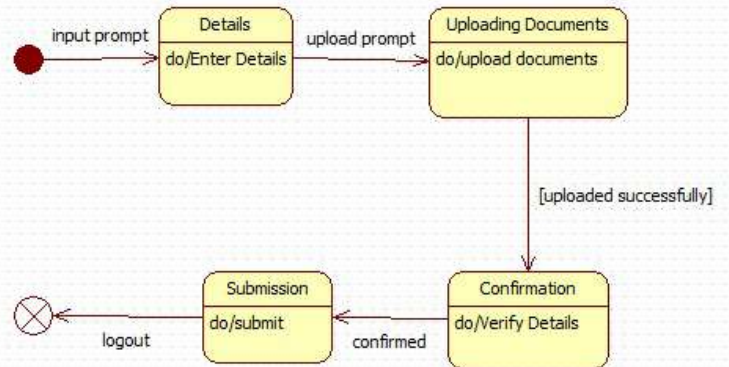 input prompt
Details
do/Enter Details
upload prompt
Uploading Documents
do/upload documents
[uploaded successfully]
Confirmation
do/Verify Details
confirmed
Submission
do/submit
logout